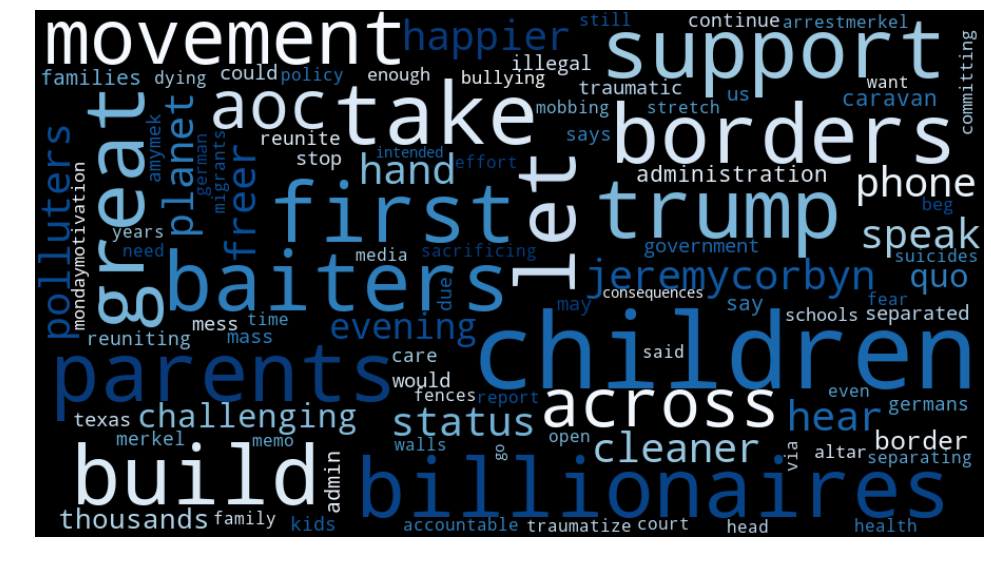 movement
happier
still
continue
arrestmerkel
support
families
dying
could
policy
enough
illegal
bullying
traumatic
us
want
caravan
committing
great
aoc
take
mobbing
stretch
borders
polluters
mondaymotivation
planet
amymek
german
migrants
reunite
stop
intended
effort
says
hand
administration
phone
beg
freer
first
let
trump
speak
suicides
years
need
media
sacrificing
government
baiters
due
jeremycorbyn
quo
consequences
may
say
fear
mess
time
evening
schools
separated
reuniting
mass
children
parents
care
said
would
fences
report
across
even
germans
texas
challenging
status
hear
merkel
memo
walls
go
open
cleaner
via
altar
border
separating
build
admin
billionaires
thousands
family
kids
accountable
traumatize
court
head
health